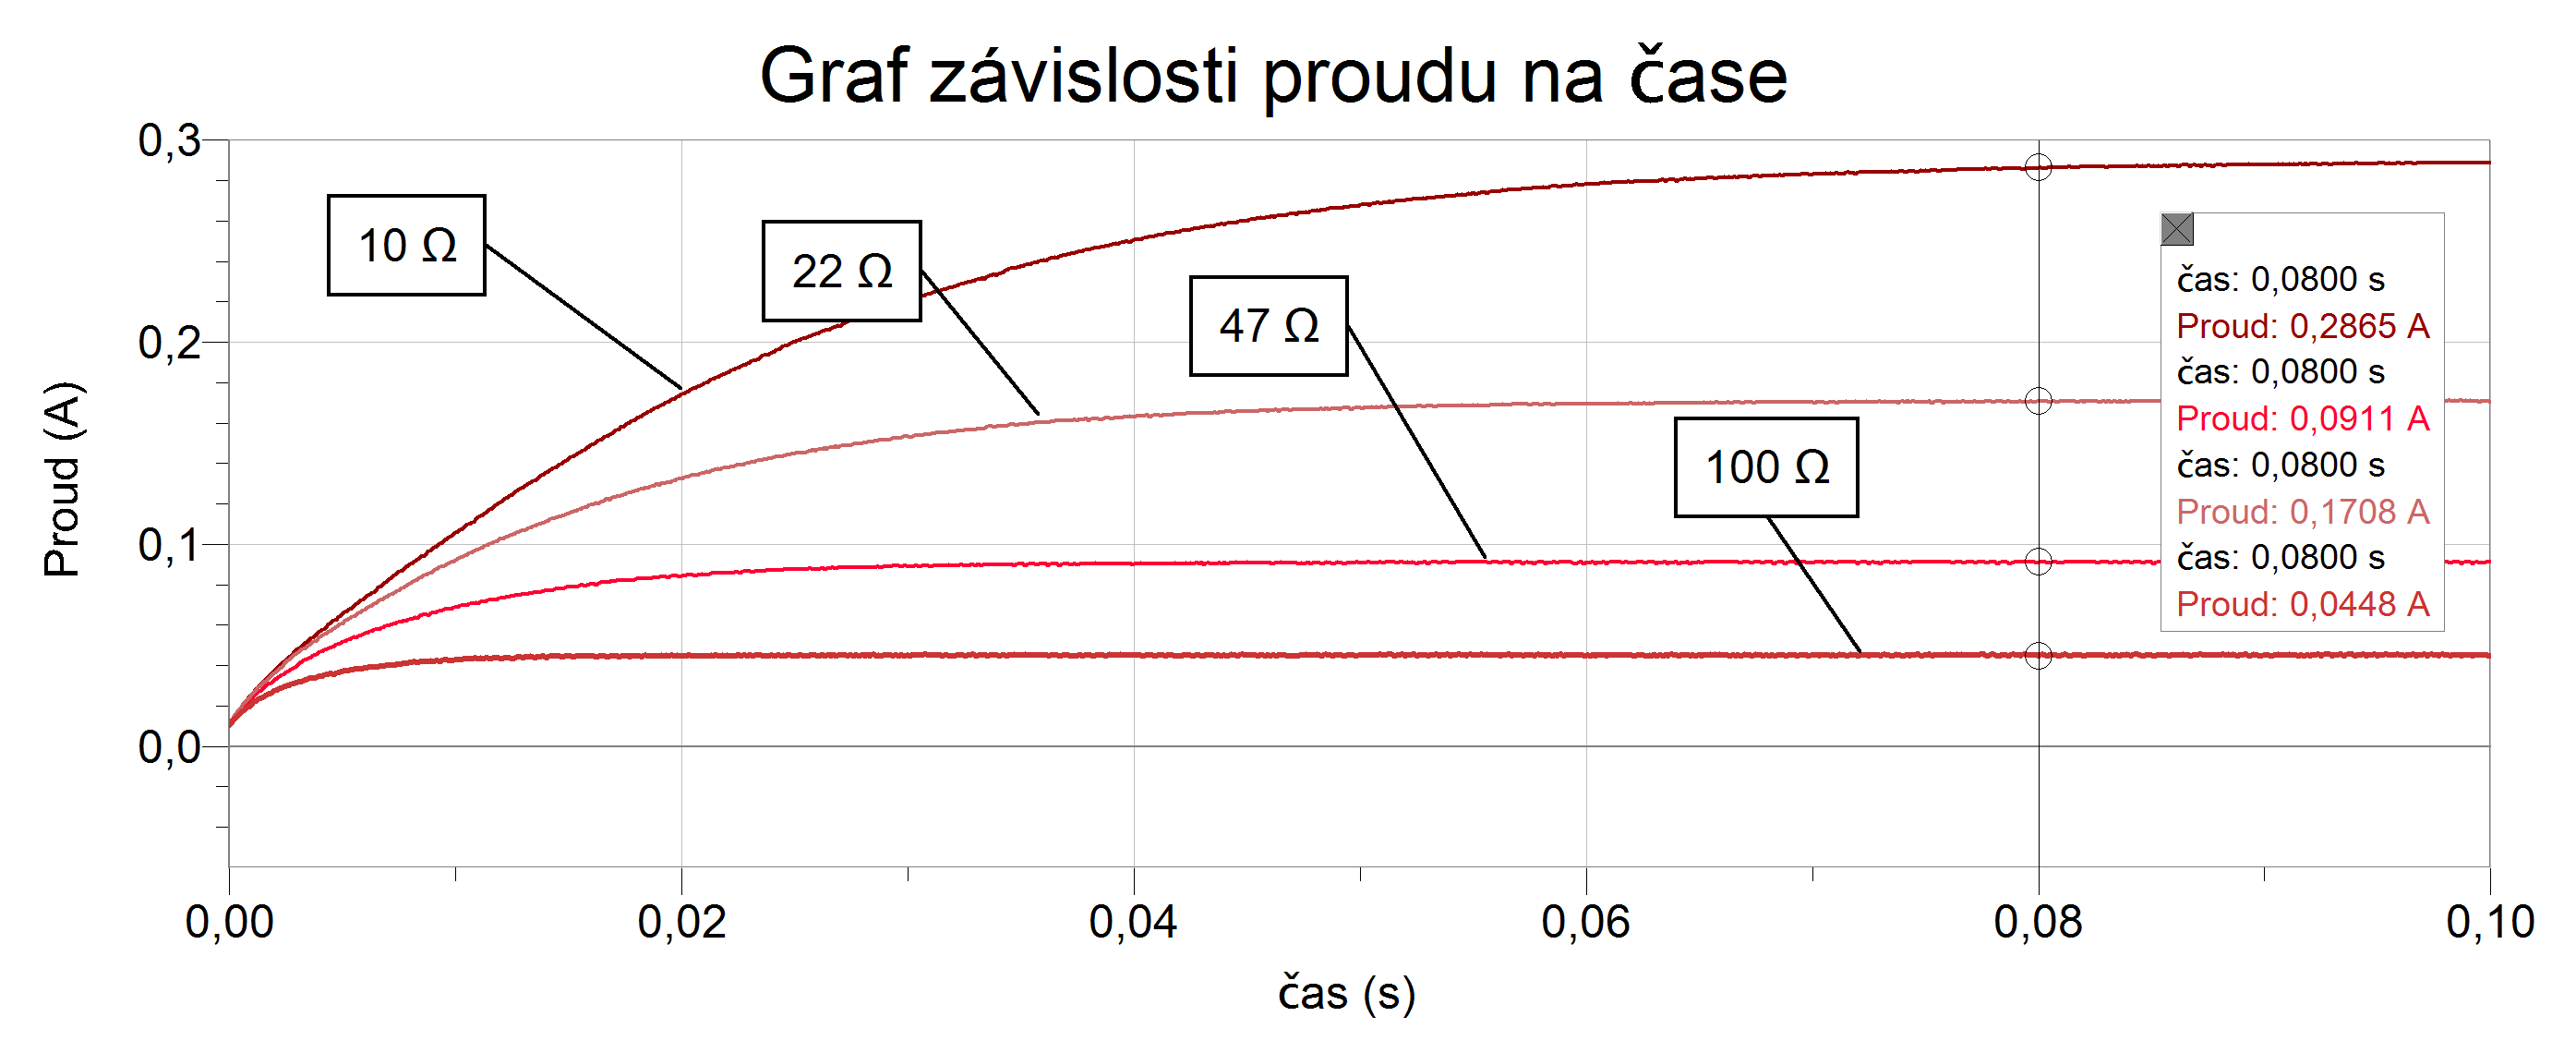 Graf závislosti proudu na čase
0,3
0,2
0,1
0,0
Proud (A)
10 Ω
22 Ω
47 Ω
100 Ω
čas: 0,0800 s
Proud: 0,2865 A
čas: 0,0800 s
Proud: 0,0911 A
čas: 0,0800 s
Proud: 0,1708 A
čas: 0,0800 s
Proud: 0,0448 A
0,00 0,02 0,04 0,06 0,08 0,10
čas (s)